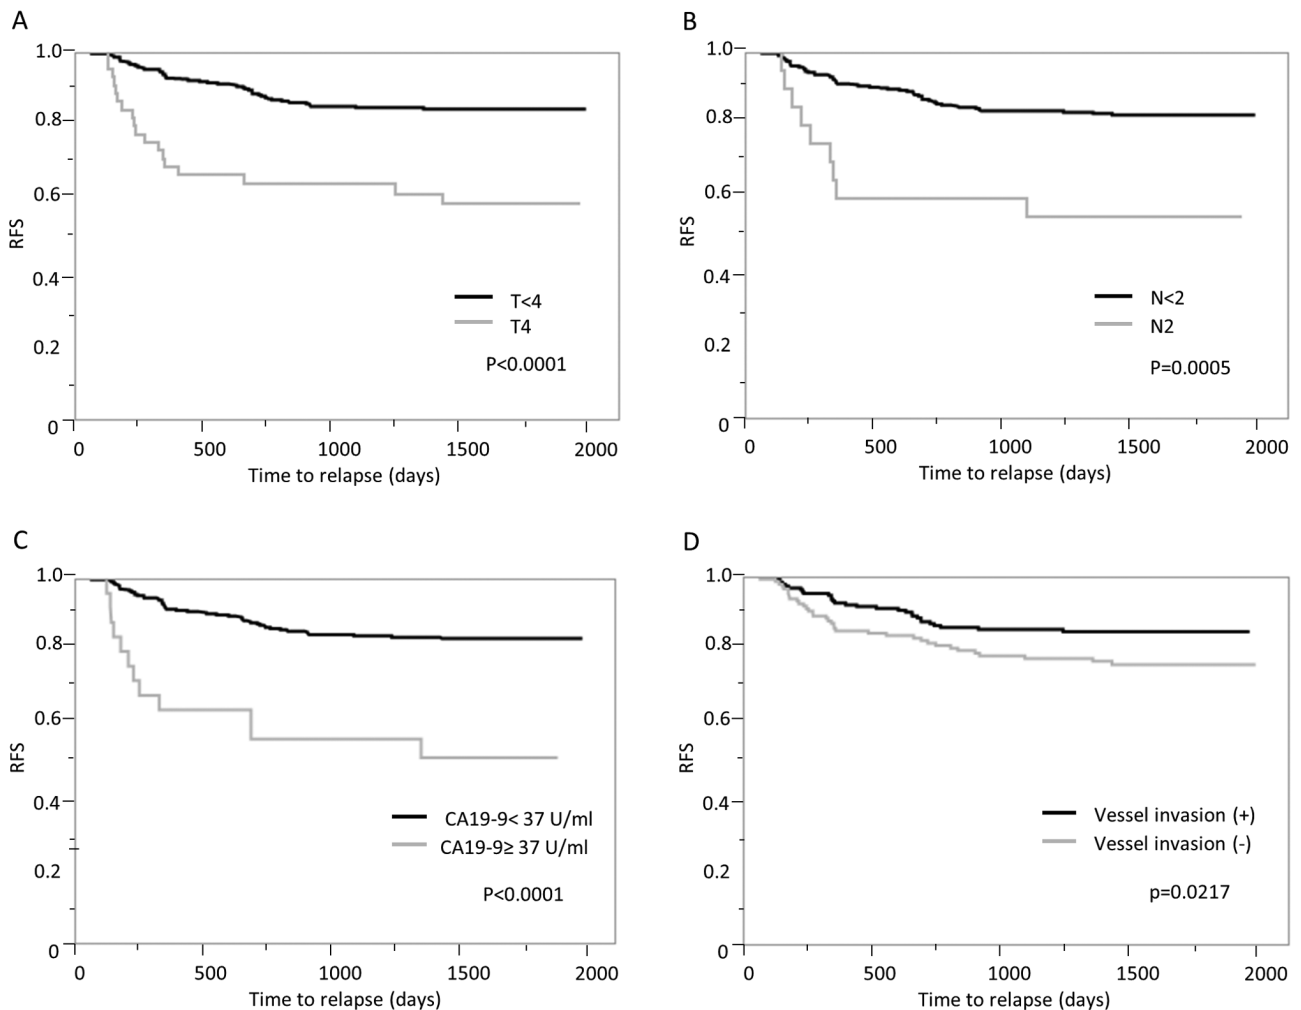 A
1.0
0.8
0.6
RFS
0.4
0.2
0
T<4
T4
P<0.0001
0 500 1000 1500 2000
Time to relapse (days)
B
1.0
0.8
0.6
RFS
0.4
0.2
0
N<2
N2
P=0.0005
0 500 1000 1500 2000
Time to relapse (days)
C
1.0
0.8
0.6
RFS
0.4
0.2
0
CA19-9< 37 U/ml
CA19-9≥ 37 U/ml
P<0.0001
0 500 1000 1500 2000
Time to relapse (days)
D
1.0
0.8
0.6
RFS
0.4
0.2
0
Vessel invasion (+)
Vessel invasion (-)
p=0.0217
0 500 1000 1500 2000
Time to relapse (days)